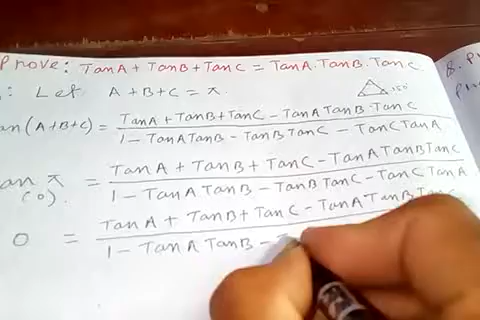 Prove: TanA + TanB + TanC = TanA.TanB.TanC
: Let A+B+C = π. 180°
an(A+B+C) = TanA + TanB + TanC - TanA TanB.TanC
1 - TanA TanB - TanB TanC - TanC TanA
an π = TanA + TanB + TanC - TanA TanB TanC
(0). 1 - TanA TanB - TanB TanC - TanC TanA
0 = TanA + TanB + TanC - TanA TanB TanC
1 - TanA TanB -